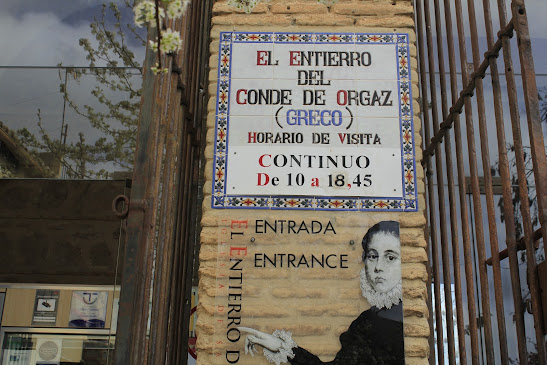 EL ENTIERRO
DEL
CONDE DE ORGAZ
(GRECO)
HORARIO DE VISITA
CONTINUO
DE 10 a 18,45
ENTRADA
ENTRANCE
EL ENTIERRO D